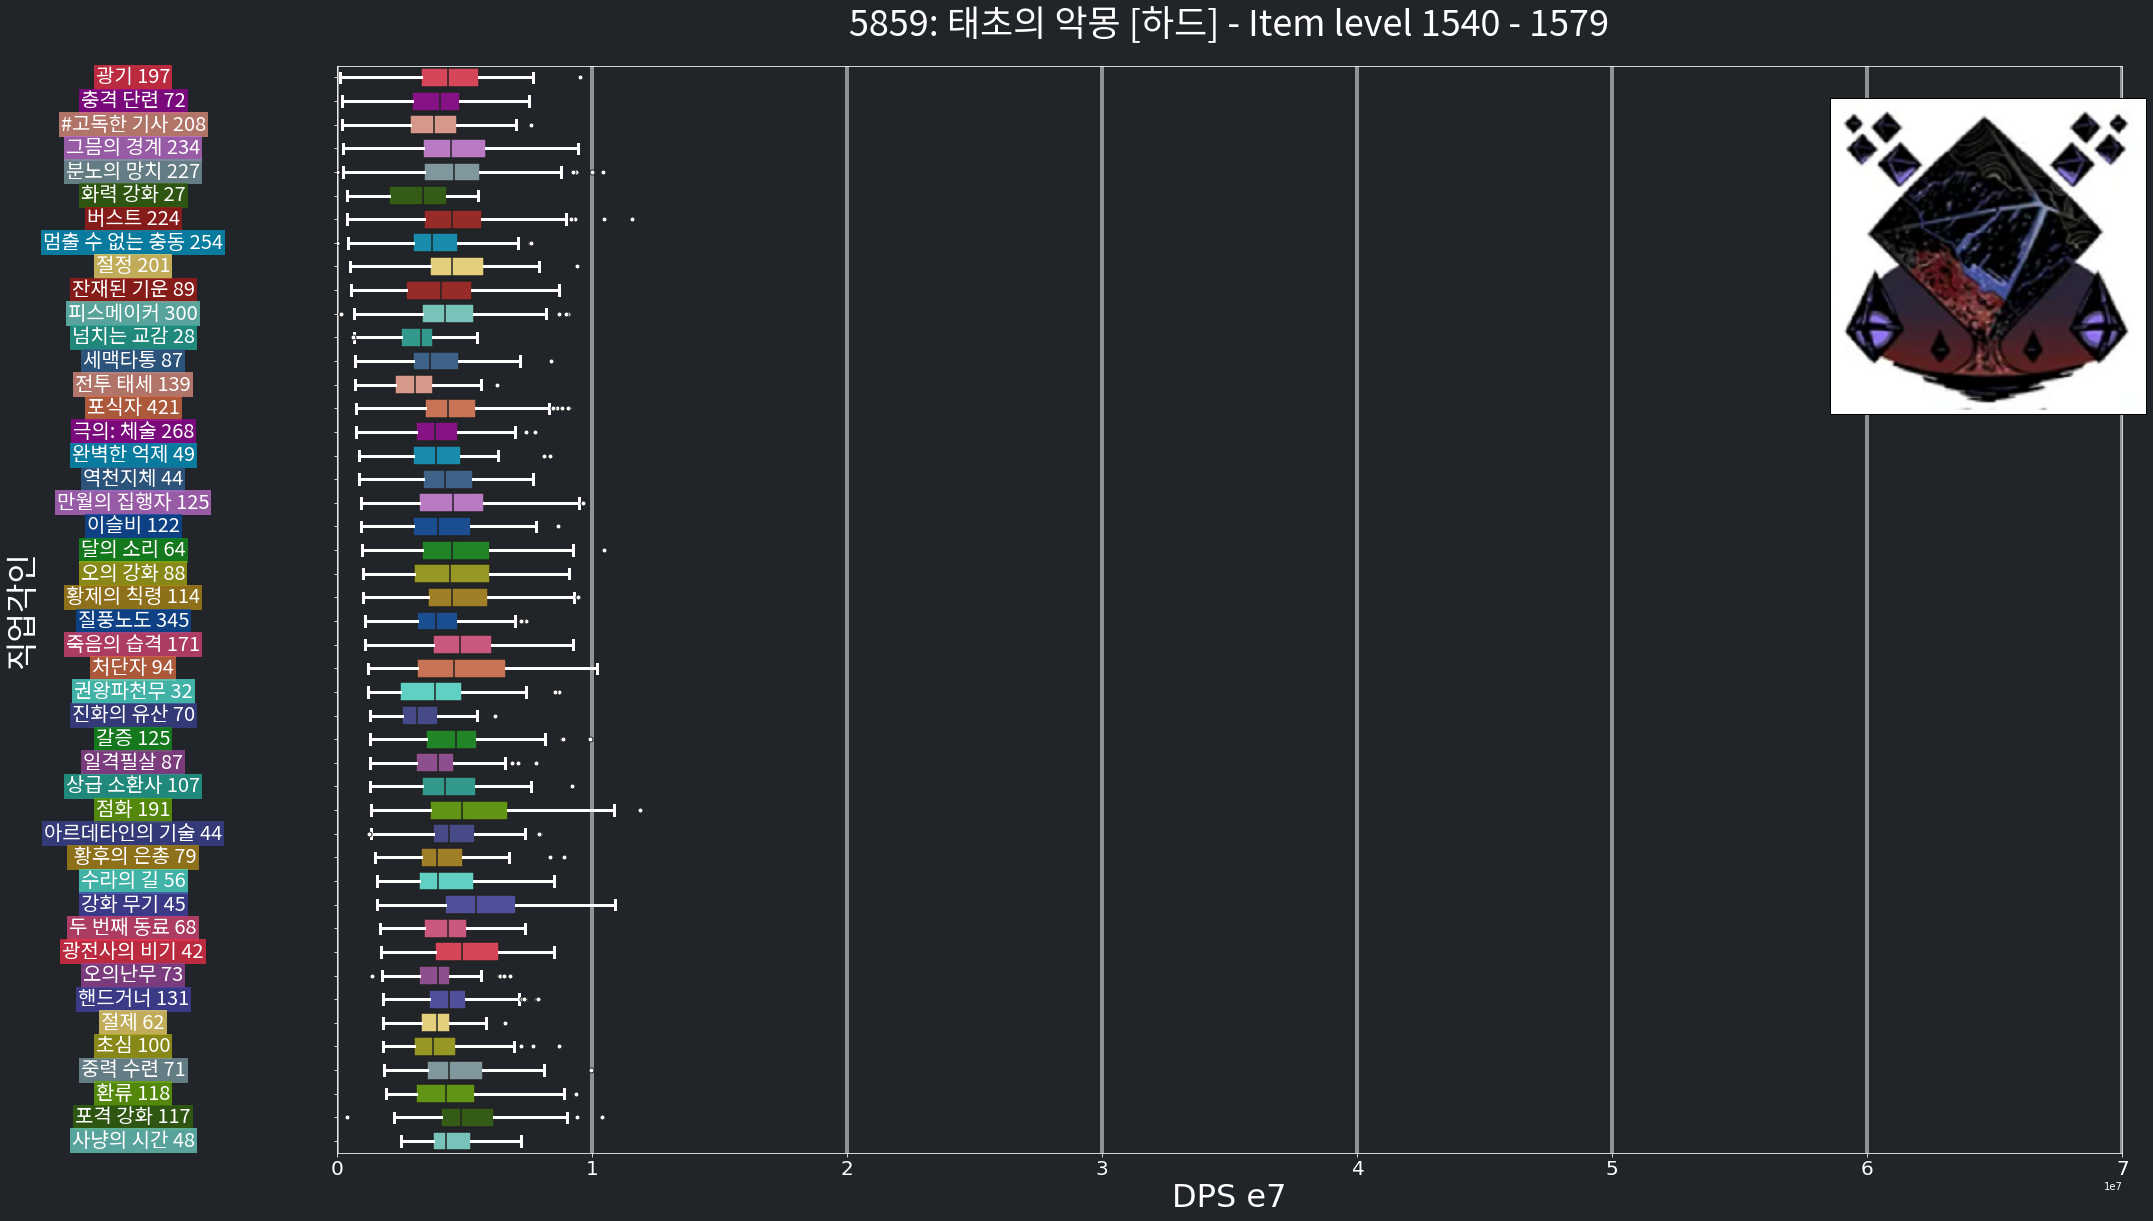 5859: 태초의 악몽 [하드] - Item level 1540 - 1579
직업각인
광기 197
충격 단련 72
#고독한 기사 208
그믐의 경계 234
분노의 망치 227
화력 강화 27
버스트 224
멈출 수 없는 충동 254
절정 201
잔재된 기운 89
피스메이커 300
넘치는 교감 28
세맥타통 87
전투 태세 139
포식자 421
극의: 체술 268
완벽한 억제 49
역천지체 44
만월의 집행자 125
이슬비 122
달의 소리 64
오의 강화 88
황제의 칙령 114
질풍노도 345
죽음의 습격 171
처단자 94
권왕파천무 32
진화의 유산 70
갈증 125
일격필살 87
상급 소환사 107
점화 191
아르데타인의 기술 44
황후의 은총 79
수라의 길 56
강화 무기 45
두 번째 동료 68
광전사의 비기 42
오의난무 73
핸드거너 131
절제 62
초심 100
중력 수련 71
환류 118
포격 강화 117
사냥의 시간 48
0 1 2 3 4 5 6 7
1e7
DPS e7